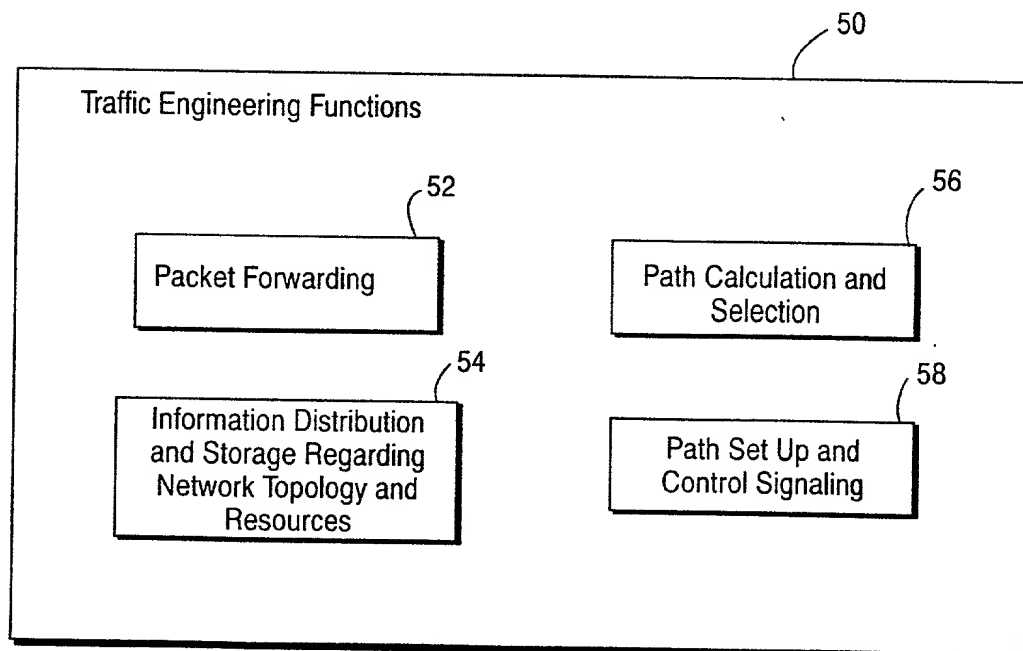 50
Traffic Engineering Functions
52
Packet Forwarding
56
Path Calculation and
Selection
54
Information Distribution
and Storage Regarding
Network Topology and
Resources
58
Path Set Up and
Control Signaling